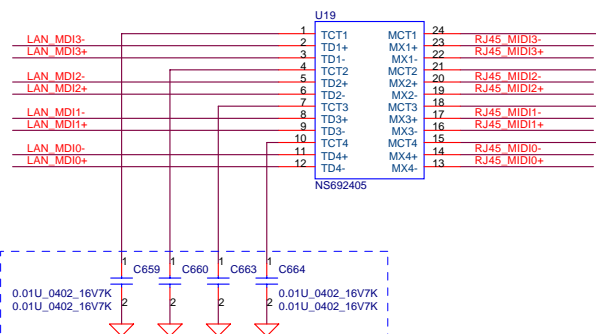 U19
1 TCT1 MCT1 24
LAN_MDI3- 2 TD1+ MX1+ 23 RJ45_MIDI3-
LAN_MDI3+ 3 TD1- MX1- 22 RJ45_MIDI3+
4 TCT2 MCT2 21
LAN_MDI2- 5 TD2+ MX2+ 20 RJ45_MIDI2-
LAN_MDI2+ 6 TD2- MX2- 19 RJ45_MIDI2+
7 TCT3 MCT3 18
LAN_MDI1- 8 TD3+ MX3+ 17 RJ45_MIDI1-
LAN_MDI1+ 9 TD3- MX3- 16 RJ45_MIDI1+
10 TCT4 MCT4 15
LAN_MDI0- 11 TD4+ MX4+ 14 RJ45_MIDI0-
LAN_MDI0+ 12 TD4- MX4- 13 RJ45_MIDI0+
NS692405
1 1 1 1
C659 C660 C663 C664
0.01U_0402_16V7K 0.01U_0402_16V7K
2 2 2 2
0.01U_0402_16V7K 0.01U_0402_16V7K